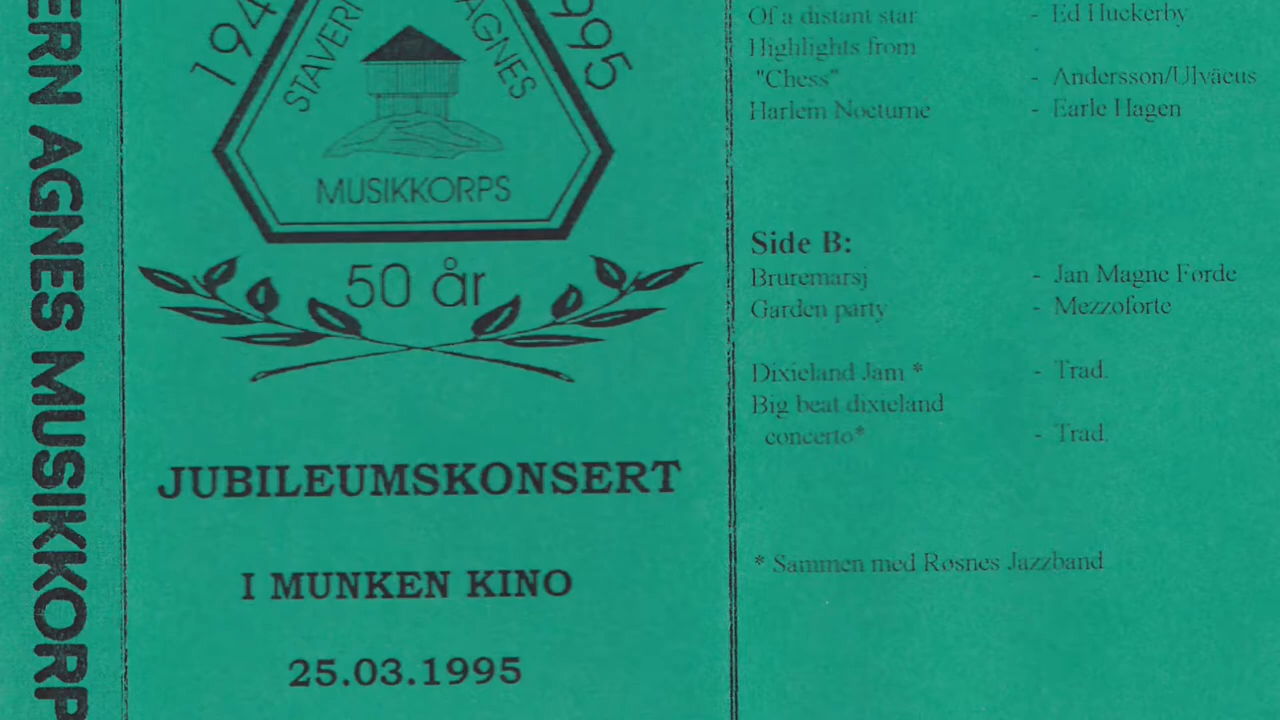 ERN AGNES MUSIKKORP
194
995
STAVERN
AGNES
MUSIKKORPS
50 år
JUBILEUMSKONSERT
I MUNKEN KINO
25.03.1995
Of a distant star - Ed Huckerby
Highlights from
"Chess" - Andersson/Ulväeus
Harlem Nocturne - Earle Hagen
Side B:
Bruremarsj - Jan Magne Førde
Garden party - Mezzoforte
Dixieland Jam * - Trad.
Big beat dixieland
concerto* - Trad.
* Sammen med Røsnes Jazzband